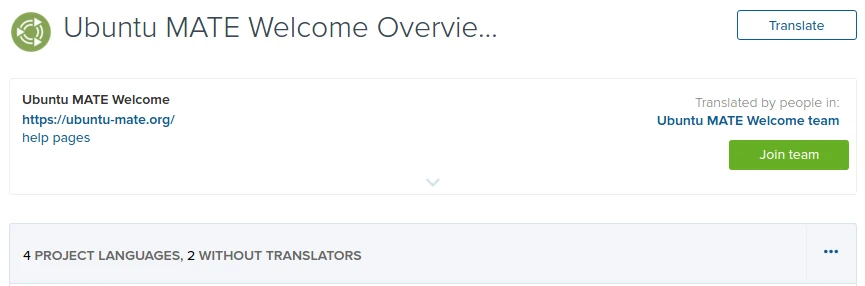 Ubuntu MATE Welcome Overvie...
Translate
Ubuntu MATE Welcome
https://ubuntu-mate.org/
help pages
Translated by people in:
Ubuntu MATE Welcome team
Join team
4 PROJECT LANGUAGES, 2 WITHOUT TRANSLATORS